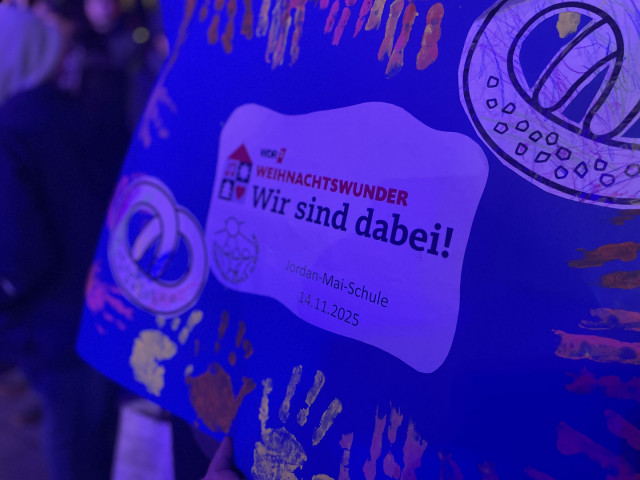 WDR
WEIHNACHTSWUNDER
Wir sind dabei!
Jordan-Mai-Schule
14.11.2025